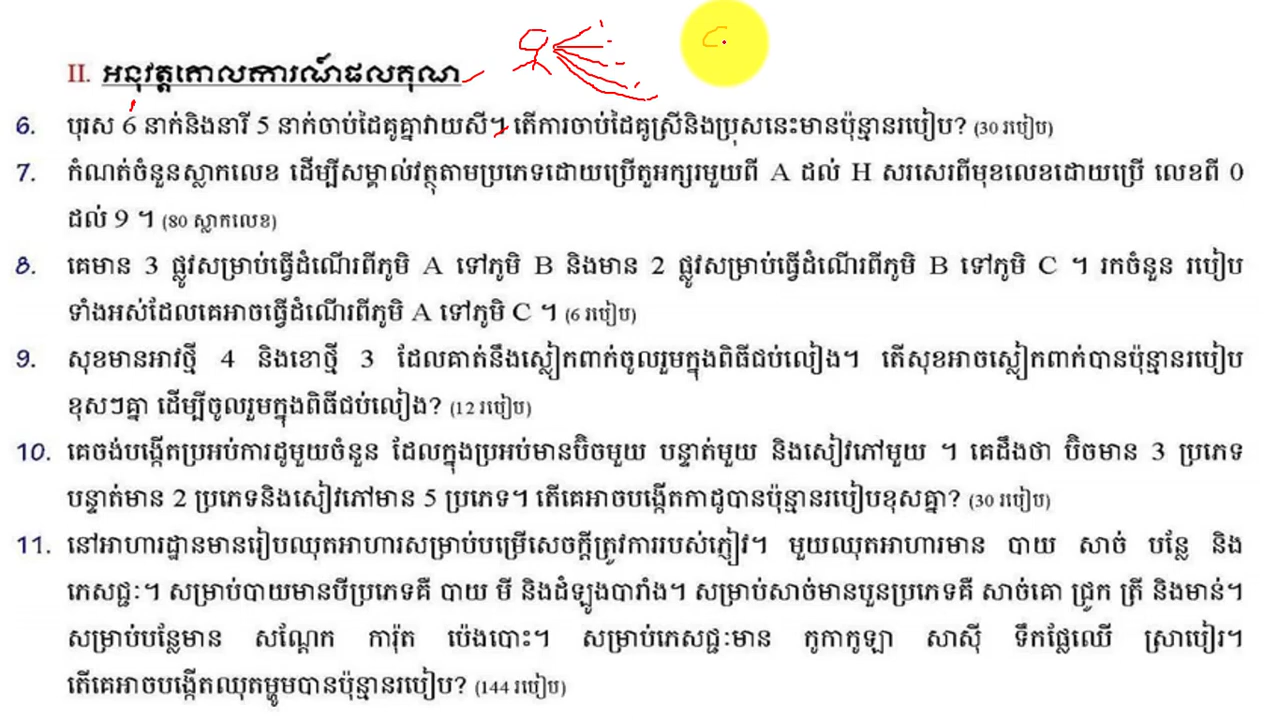 II. អនុវត្តគោលការណ៍ផលគុណ
6. បុរស 6 នាក់និងនារី 5 នាក់ចាប់ដៃគូគ្នាវាយសី។ តើការចាប់ដៃគូស្រីនិងប្រុសនេះមានប៉ុន្មានរបៀប? (30 របៀប)
7. កំណត់ចំនួនស្លាកលេខ ដើម្បីសម្គាល់វត្ថុតាមប្រភេទដោយប្រើតួអក្សរមួយពី A ដល់ H សរសេរពីមុខលេខដោយប្រើ លេខពី 0
ដល់ 9 ។ (80 ស្លាកលេខ)
8. គេមាន 3 ផ្លូវសម្រាប់ធ្វើដំណើរពីភូមិ A ទៅភូមិ B និងមាន 2 ផ្លូវសម្រាប់ធ្វើដំណើរពីភូមិ B ទៅភូមិ C ។ រកចំនួន របៀប
ទាំងអស់ដែលគេអាចធ្វើដំណើរពីភូមិ A ទៅភូមិ C ។ (6 របៀប)
9. សុខមានអាវថ្មី 4 និងខោថ្មី 3 ដែលគាត់នឹងស្លៀកពាក់ចូលរួមក្នុងពិធីជប់លៀង។ តើសុខអាចស្លៀកពាក់បានប៉ុន្មានរបៀប
ខុសៗគ្នា ដើម្បីចូលរួមក្នុងពិធីជប់លៀង? (12 របៀប)
10. គេចង់បង្កើតប្រអប់ការដូមួយចំនួន ដែលក្នុងប្រអប់មានប៊ិចមួយ បន្ទាត់មួយ និងសៀវភៅមួយ ។ គេដឹងថា ប៊ិចមាន 3 ប្រភេទ
បន្ទាត់មាន 2 ប្រភេទនិងសៀវភៅមាន 5 ប្រភេទ។ តើគេអាចបង្កើតកាដូបានប៉ុន្មានរបៀបខុសគ្នា? (30 របៀប)
11. នៅអាហារដ្ឋានមានរៀបឈុតអាហារសម្រាប់បម្រើសេចក្តីត្រូវការរបស់ភ្ញៀវ។ មួយឈុតអាហារមាន បាយ សាច់ បន្លែ និង
ភេសជ្ជៈ។ សម្រាប់បាយមានបីប្រភេទគឺ បាយ មី និងដំឡូងបារាំង។ សម្រាប់សាច់មានបួនប្រភេទគឺ សាច់គោ ជ្រូក ត្រី និងមាន់។
សម្រាប់បន្លែមាន សណ្តែក ការ៉ុត ប៉េងបោះ។ សម្រាប់ភេសជ្ជៈមាន កូកាកូឡា សាស៊ី ទឹកផ្លែឈើ ស្រាបៀរ។
តើគេអាចបង្កើតឈុតម្ហូបបានប៉ុន្មានរបៀប? (144 របៀប)